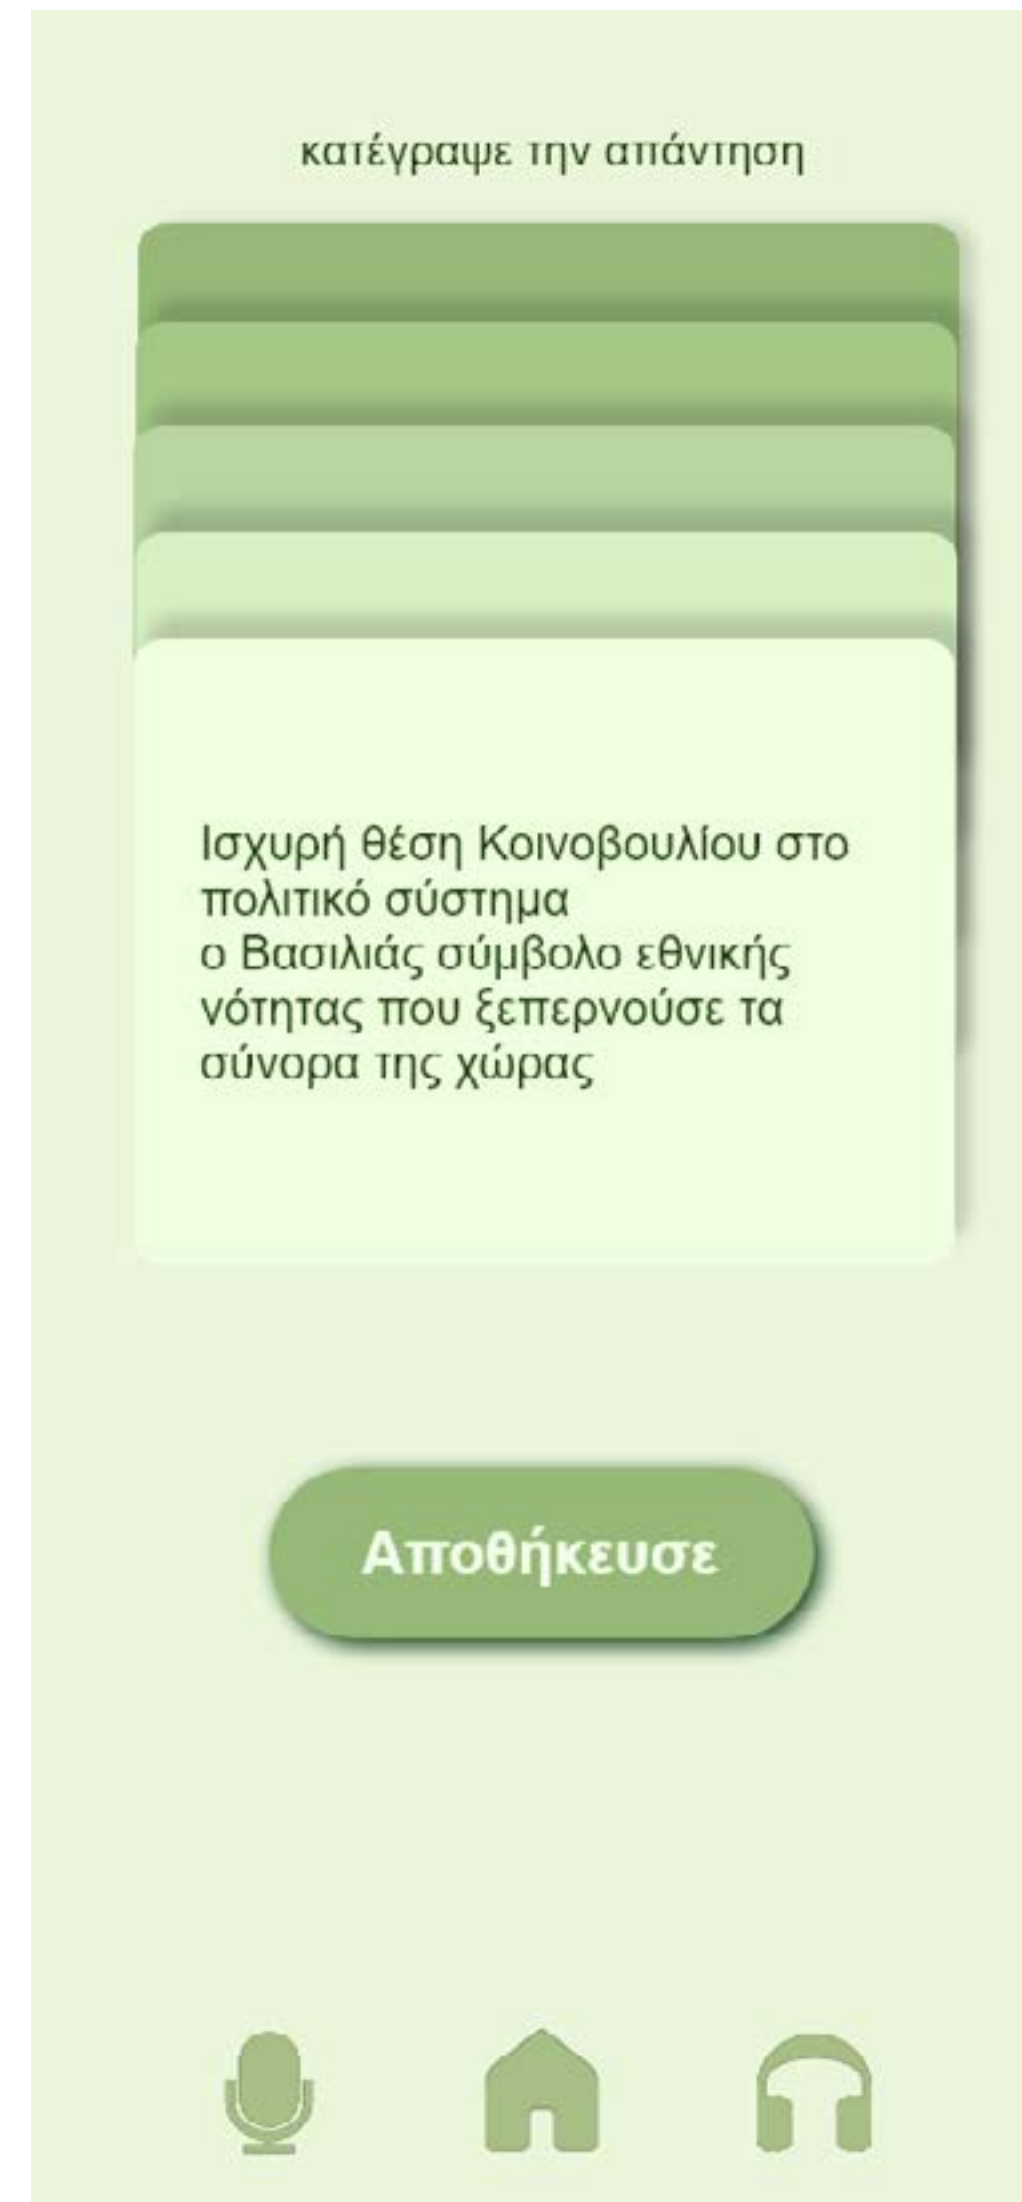 κατέγραψε την απάντηση
Ισχυρή θέση Κοινοβουλίου στο
πολιτικό σύστημα
ο Βασιλιάς σύμβολο εθνικής
νότητας που ξεπερνούσε τα
σύνορα της χώρας
Αποθήκευσε